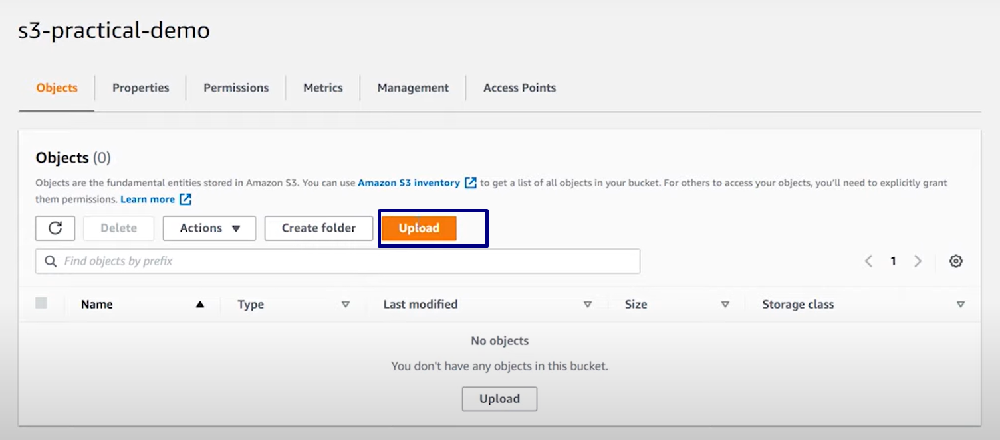 s3-practical-demo
Objects Properties Permissions Metrics Management Access Points
Objects (0)
Objects are the fundamental entities stored in Amazon S3. You can use Amazon S3 inventory to get a list of all objects in your bucket. For others to access your objects, you'll need to explicitly grant
them permissions. Learn more
Delete Actions Create folder Upload
Find objects by prefix 1
Name Type Last modified Size Storage class
No objects
You don't have any objects in this bucket.
Upload